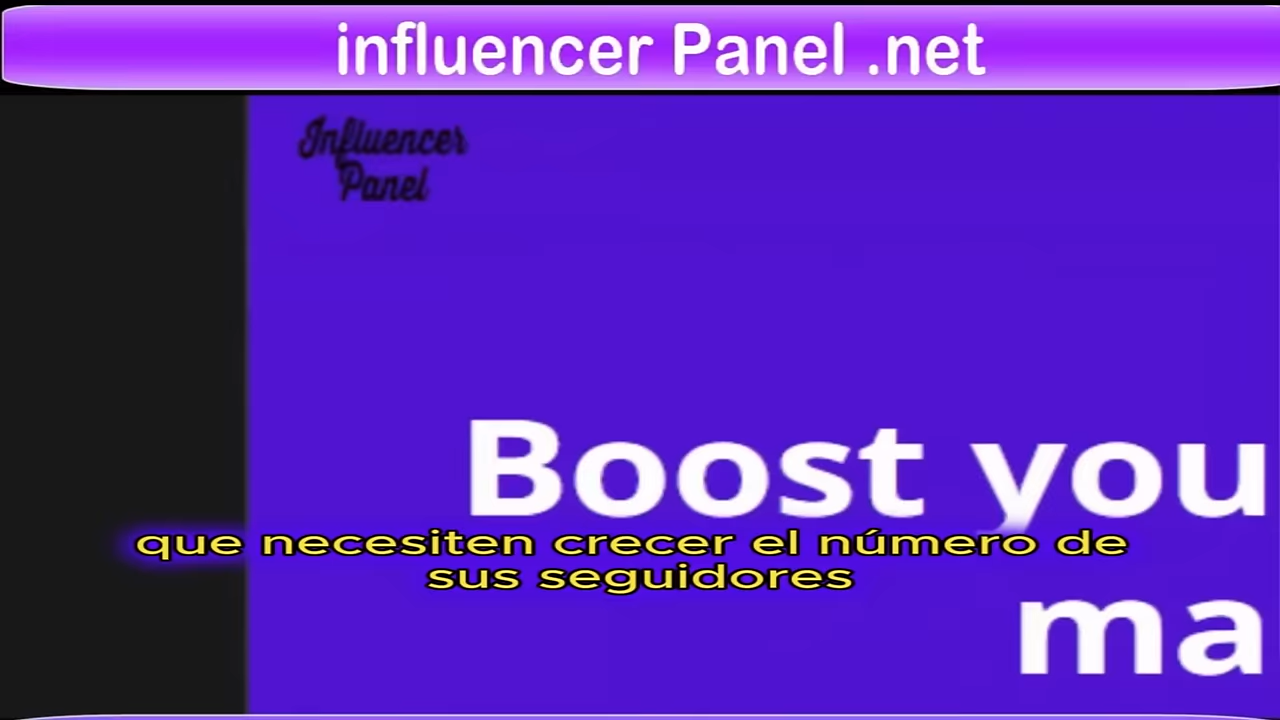 influencer Panel .net
Influencer
Panel
Boost you
que necesiten crecer el número de
sus seguidores
ma